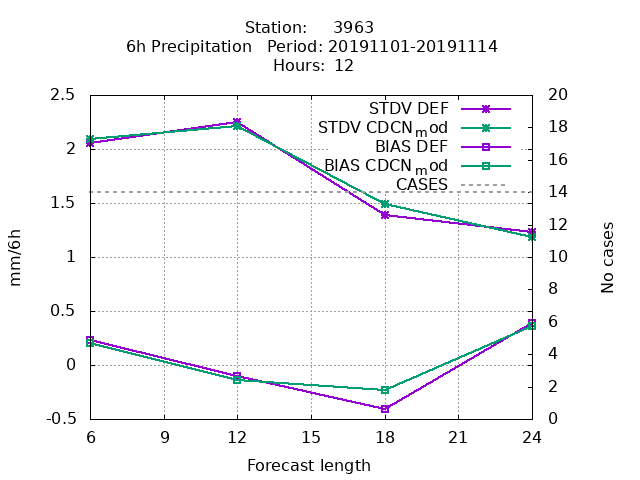 Station: 3963
6h Precipitation Period: 20191101-20191114
Hours: 12
2.5
2
1.5
1
0.5
0
-0.5
20
18
16
14
12
10
8
6
4
2
0
STDV DEF
STDV CDCNmod
BIAS DEF
BIAS CDCNmod
CASES
mm/6h
No cases
6 9 12 15 18 21 24
Forecast length